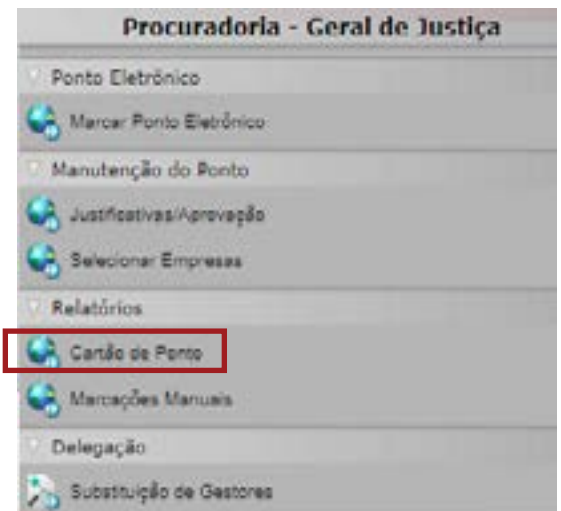 Procuradoria - Geral de Justiça
Ponto Eletrônico
Marcar Ponto Eletrônico
Manutenção do Ponto
Justificativas/Aprovação
Selecionar Empresas
Relatórios
Cartão de Ponto
Marcações Manuais
Delegação
Substituição de Gestores